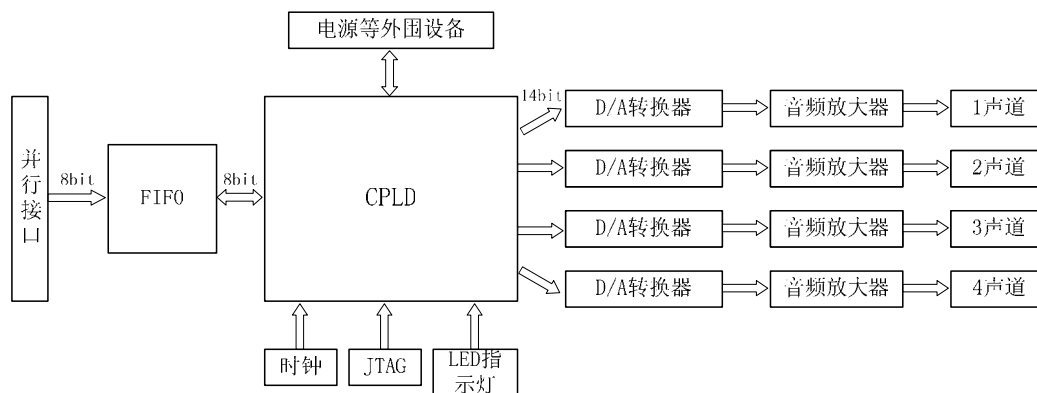 电源等外围设备
并行接口
8bit
FIFO
8bit
CPLD
14bit
D/A转换器
音频放大器
1声道
D/A转换器
音频放大器
2声道
D/A转换器
音频放大器
3声道
D/A转换器
音频放大器
4声道
时钟
JTAG
LED指
示灯